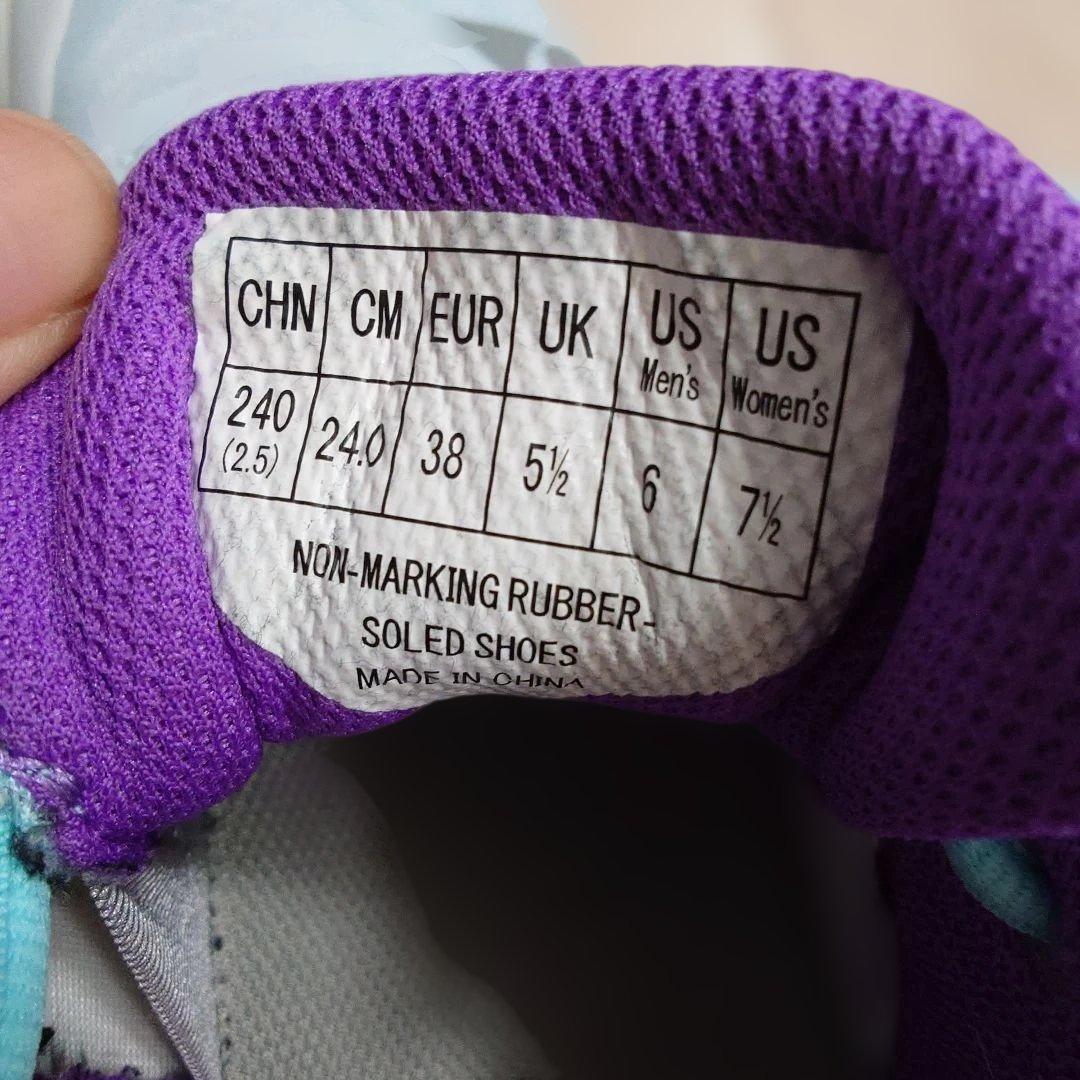 CHN CM EUR UK US Men's US Women's
240 (2.5) 24.0 38 5½ 6 7½
NON-MARKING RUBBER-
SOLED SHOES
MADE IN CHINA